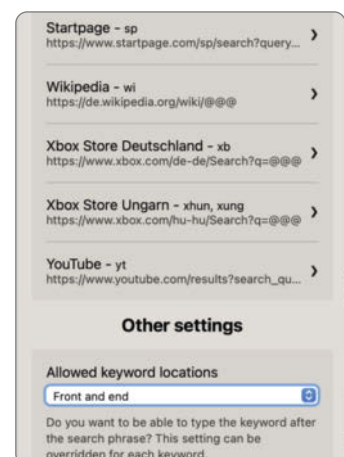 Startpage – sp
https://www.startpage.com/sp/search?query...
Wikipedia – wi
https://de.wikipedia.org/wiki/@@@
Xbox Store Deutschland – xb
https://www.xbox.com/de-de/Search?q=@@@
Xbox Store Ungarn – xhun, xung
https://www.xbox.com/hu-hu/Search?q=@@@
YouTube – yt
https://www.youtube.com/results?search_qu...
Other settings
Allowed keyword locations
Front and end
Do you want to be able to type the keyword after
the search phrase? This setting can be
overridden for each keyword.